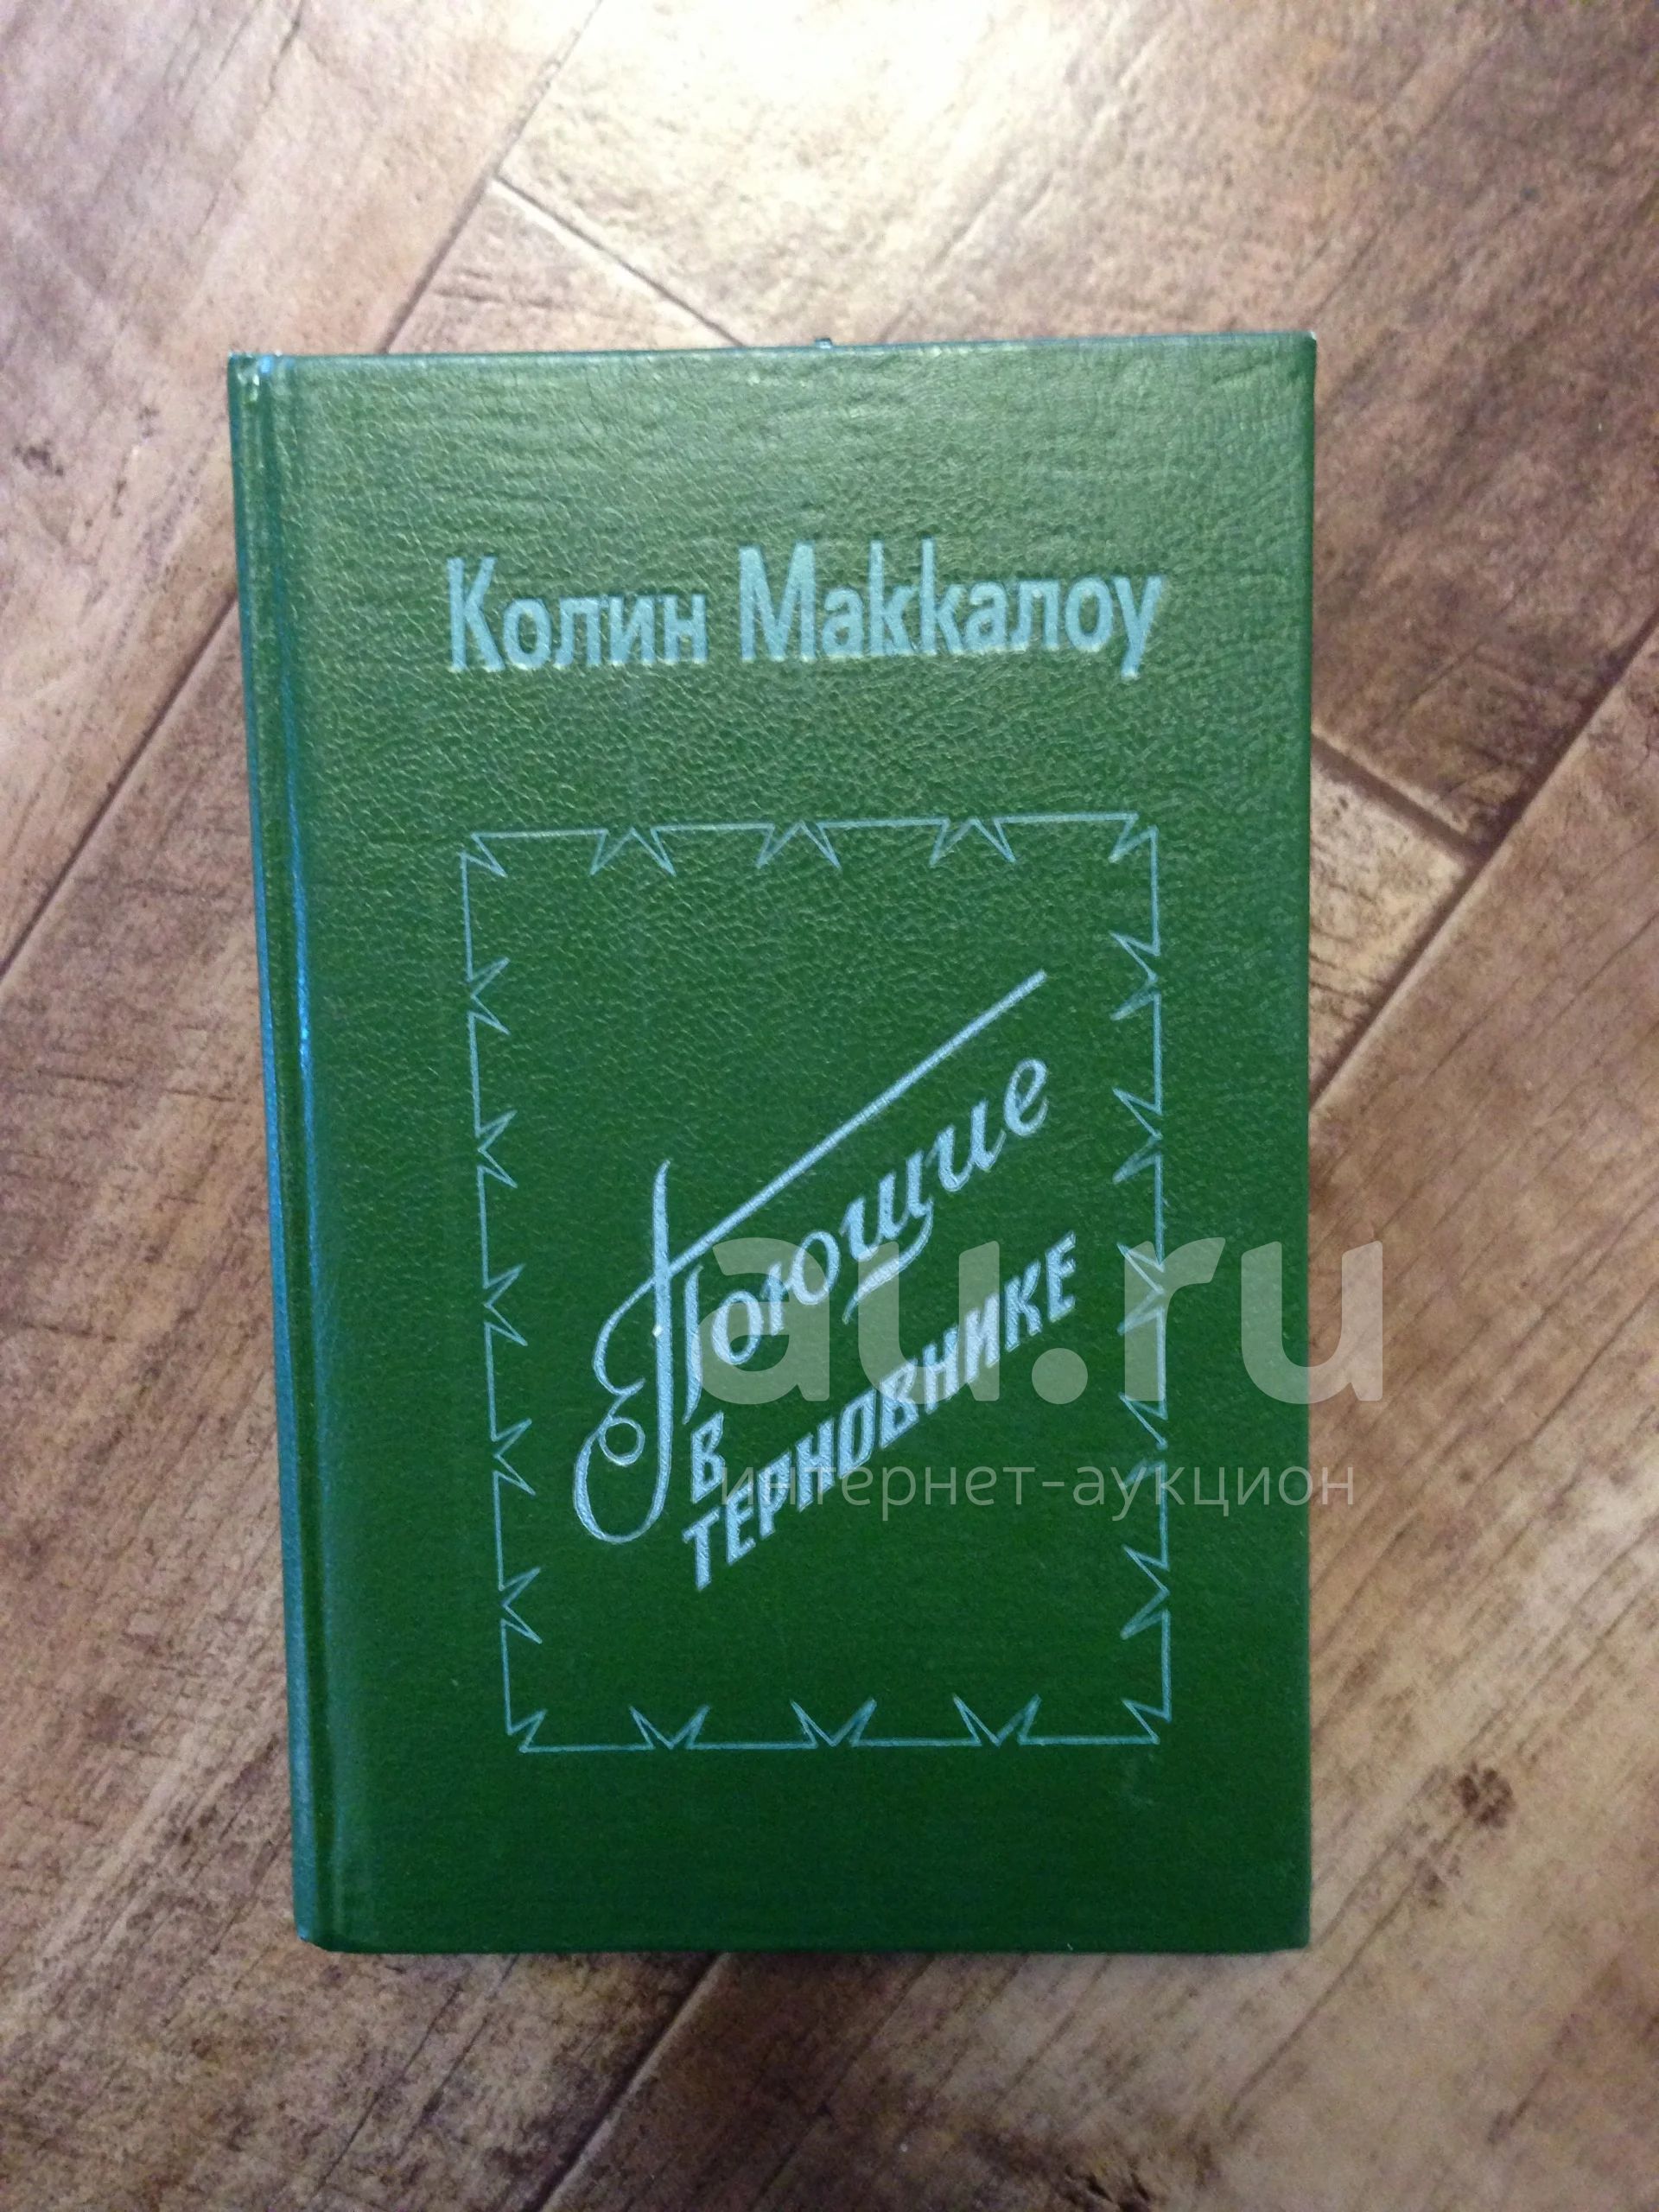 Колин Маккалоу
Поющие
в
терновнике
au.ru
интернет-аукцион